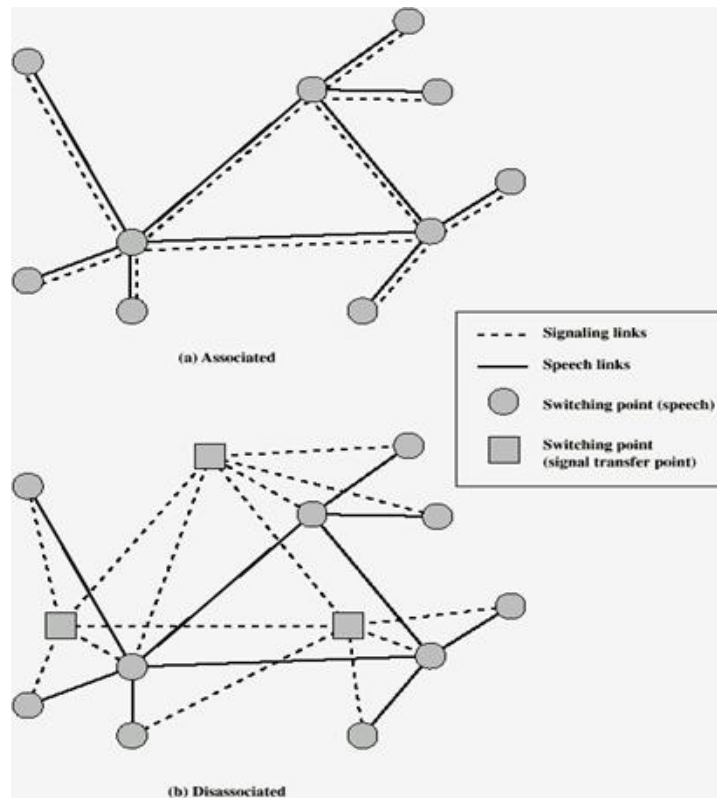 (a) Associated
Signaling links
Speech links
Switching point (speech)
Switching point
(signal transfer point)
(b) Disassociated